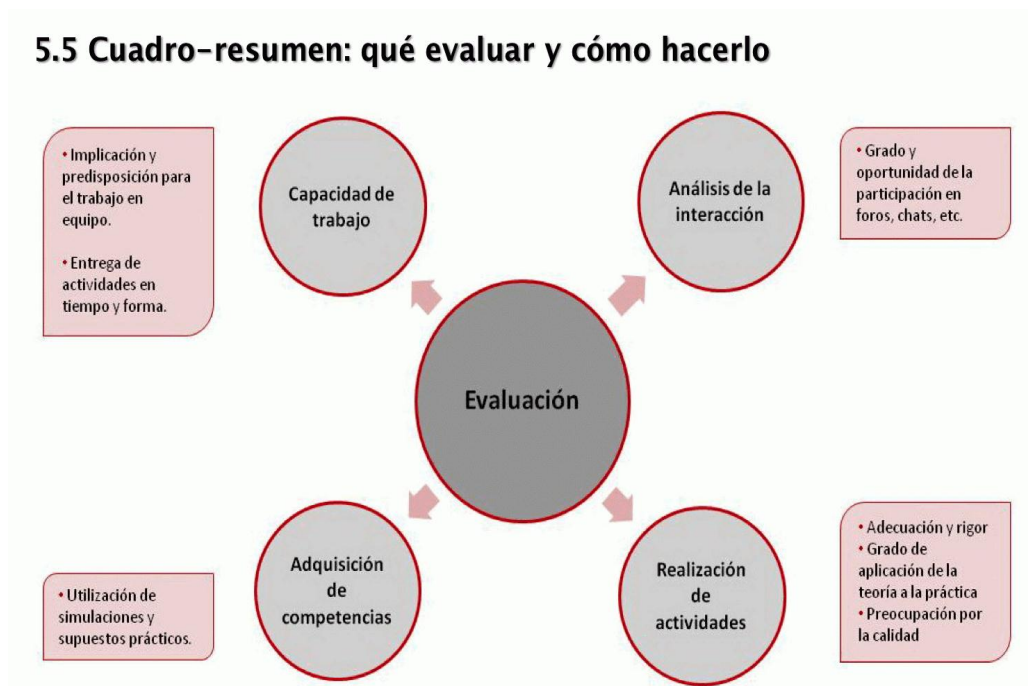 5.5 Cuadro-resumen: qué evaluar y cómo hacerlo
• Implicación y
predisposición para
el trabajo en
equipo.
• Entrega de
actividades en
tiempo y forma.
Capacidad de
trabajo
Análisis de la
interacción
• Grado y
oportunidad de la
participación en
foros, chats, etc.
Evaluación
• Utilización de
simulaciones y
supuestos prácticos.
Adquisición
de
competencias
Realización
de
actividades
• Adecuación y rigor
• Grado de
aplicación de la
teoría a la práctica
• Preocupación por
la calidad